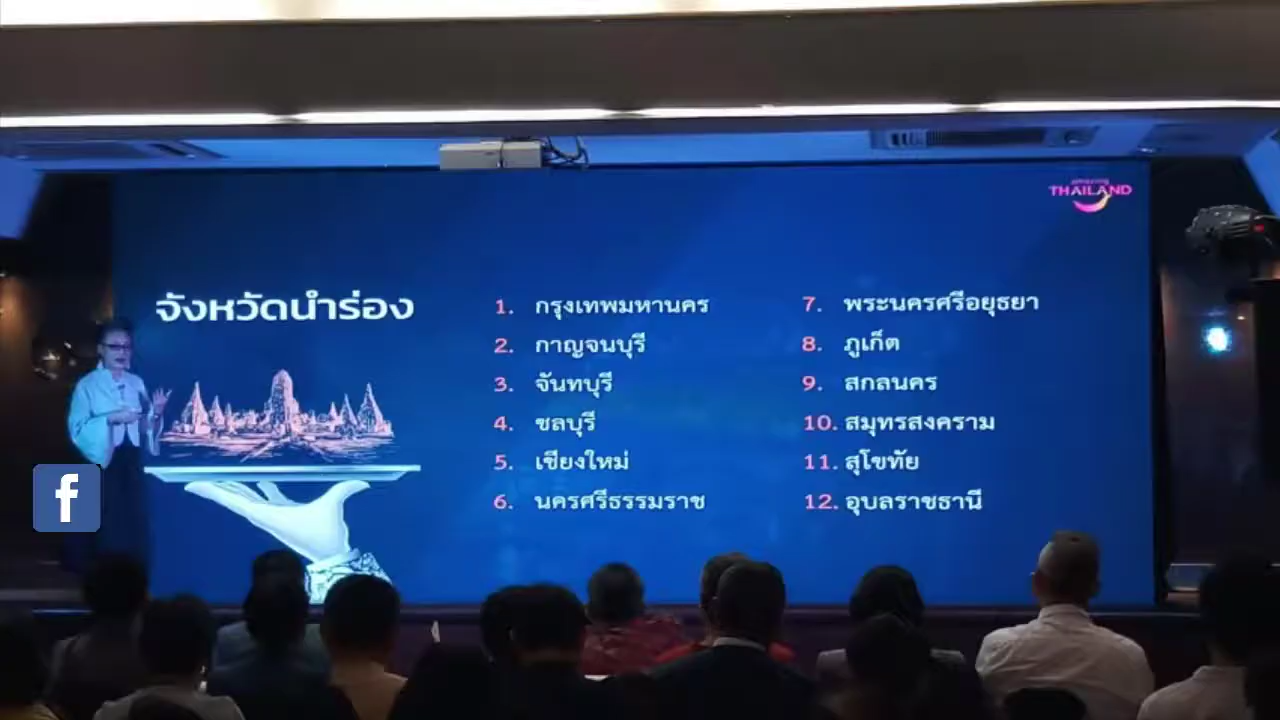 amazing
THAILAND
จังหวัดนำร่อง
1. กรุงเทพมหานคร
2. กาญจนบุรี
3. จันทบุรี
4. ชลบุรี
5. เชียงใหม่
6. นครศรีธรรมราช
7. พระนครศรีอยุธยา
8. ภูเก็ต
9. สกลนคร
10. สมุทรสงคราม
11. สุโขทัย
12. อุบลราชธานี
f